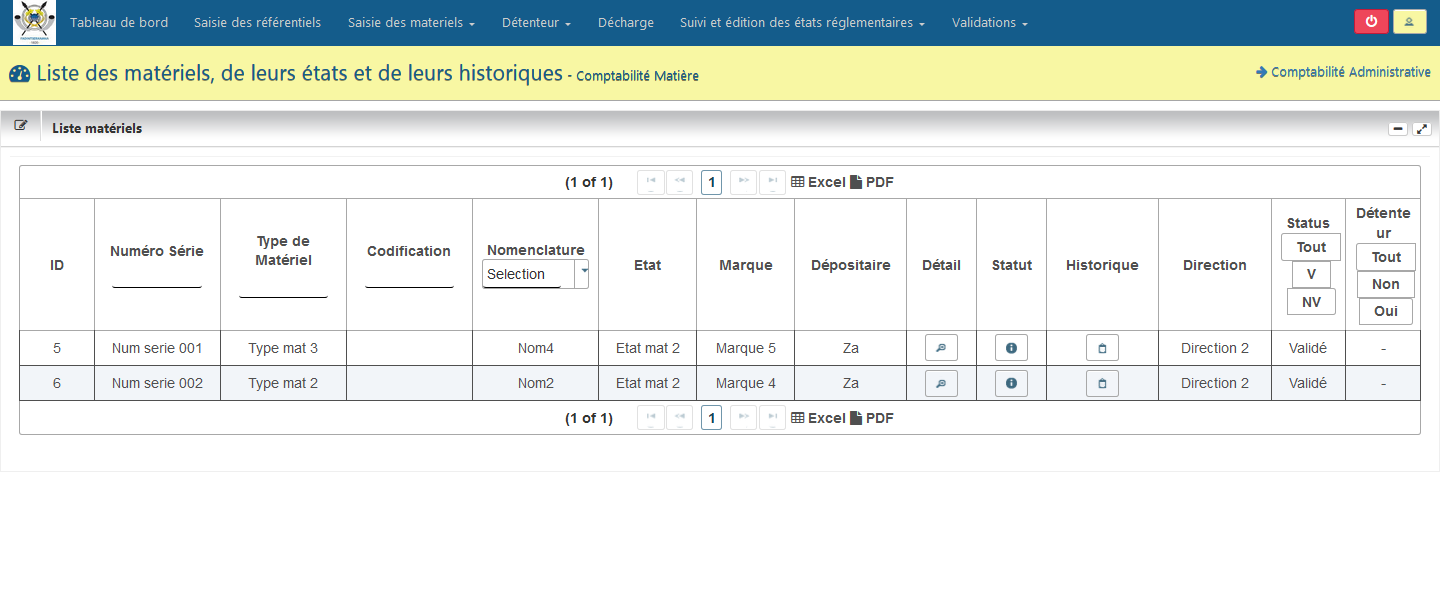 Tableau de bord Saisie des référentiels Saisie des materiels Détenteur Décharge Suivi et édition des états réglementaires Validations
Liste des matériels, de leurs états et de leurs historiques - Comptabilité Matière
Comptabilité Administrative
Liste matériels
(1 of 1) 1 Excel PDF
ID
Numéro Série
Type de
Matériel
Codification
Nomenclature
Selection
Etat
Marque
Dépositaire
Détail
Statut
Historique
Direction
Status
Tout
V
NV
Détente
ur
Tout
Non
Oui
5 Num serie 001 Type mat 3 Nom4 Etat mat 2 Marque 5 Za Direction 2 Validé -
6 Num serie 002 Type mat 2 Nom2 Etat mat 2 Marque 4 Za Direction 2 Validé -
(1 of 1) 1 Excel PDF